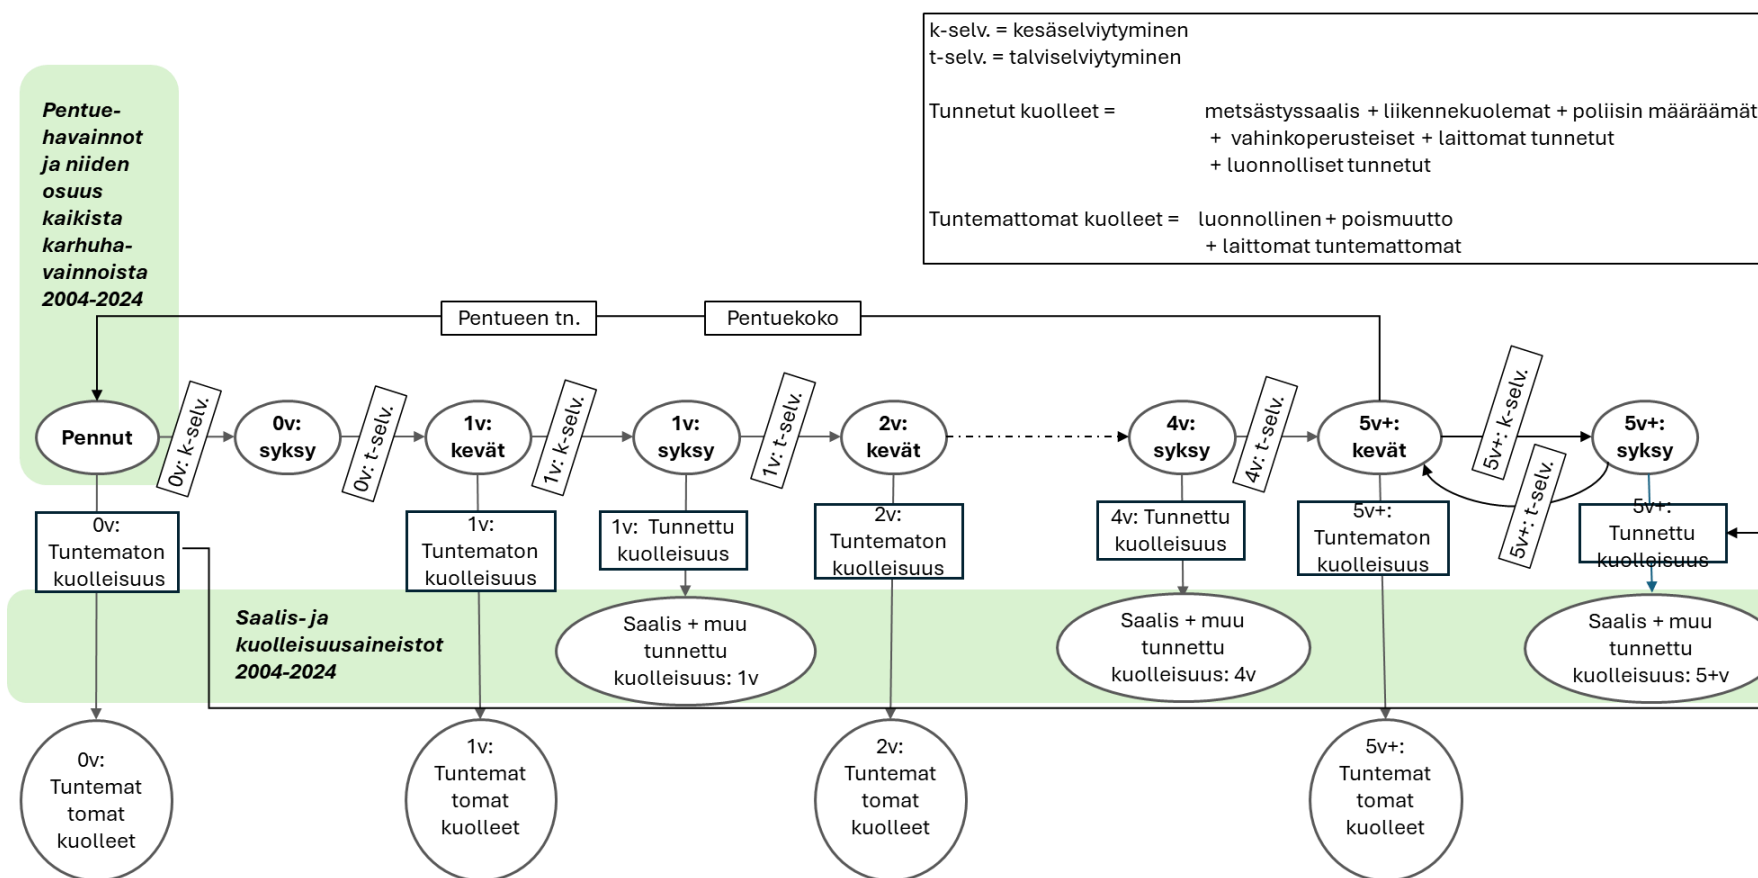 k-selv. = kesäselviytyminen
t-selv. = talviselviytyminen
Tunnetut kuolleet = metsästyssaalis + liikennekuolemat + poliisin määräämät
+ vahinkoperusteiset + laittomat tunnetut
+ luonnolliset tunnetut
Tuntemattomat kuolleet = luonnollinen + poismuutto
+ laittomat tuntemattomat
Pentue-
havainnot
ja niiden
osuus
kaikista
karhuha-
vainnoista
2004-2024
Pentueen tn.
Pentuekoko
Pennut
0v: k-selv.
0v:
syksy
0v: t-selv.
1v:
kevät
1v: k-selv.
1v:
syksy
1v: t-selv.
2v:
kevät
4v:
syksy
4v: t-selv.
5v+:
kevät
5v+: k-selv.
5v+: t-selv.
5v+:
syksy
0v:
Tuntematon
kuolleisuus
1v:
Tuntematon
kuolleisuus
1v: Tunnettu
kuolleisuus
2v:
Tuntematon
kuolleisuus
4v: Tunnettu
kuolleisuus
5v+:
Tuntematon
kuolleisuus
5v+:
Tunnettu
kuolleisuus
Saalis- ja
kuolleisuusaineistot
2004-2024
Saalis + muu
tunnettu
kuolleisuus: 1v
Saalis + muu
tunnettu
kuolleisuus: 4v
Saalis + muu
tunnettu
kuolleisuus: 5+v
0v:
Tuntemat
tomat
kuolleet
1v:
Tuntemat
tomat
kuolleet
2v:
Tuntemat
tomat
kuolleet
5v+:
Tuntemat
tomat
kuolleet